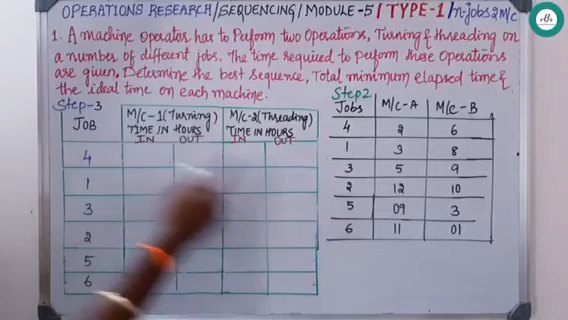 OPERATIONS RESEARCH/SEQUENCING/MODULE-5/TYPE-1/n-jobs 2 M/c
1. A machine operator has to Perform two Operations, Turning & threading on
a number of different jobs. The time required to perform these Operations
are given, Determine the best sequence, Total minimum elapsed time &
the ideal time on each machine.
Step-3
JOB M/C-1(Turning) TIME IN HOURS M/C-2(Threading) TIME IN HOURS
IN OUT IN OUT
4
1
3
2
5
6
Step2
Jobs M/C-A M/C-B
4 2 6
1 3 8
3 5 9
2 12 10
5 09 3
6 11 01